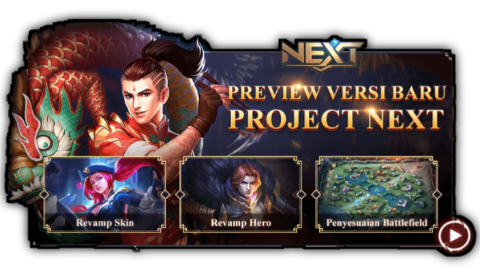 NEXT
PREVIEW VERSI BARU
PROJECT NEXT
Revamp Skin
Revamp Hero
Penyesuaian Battlefield